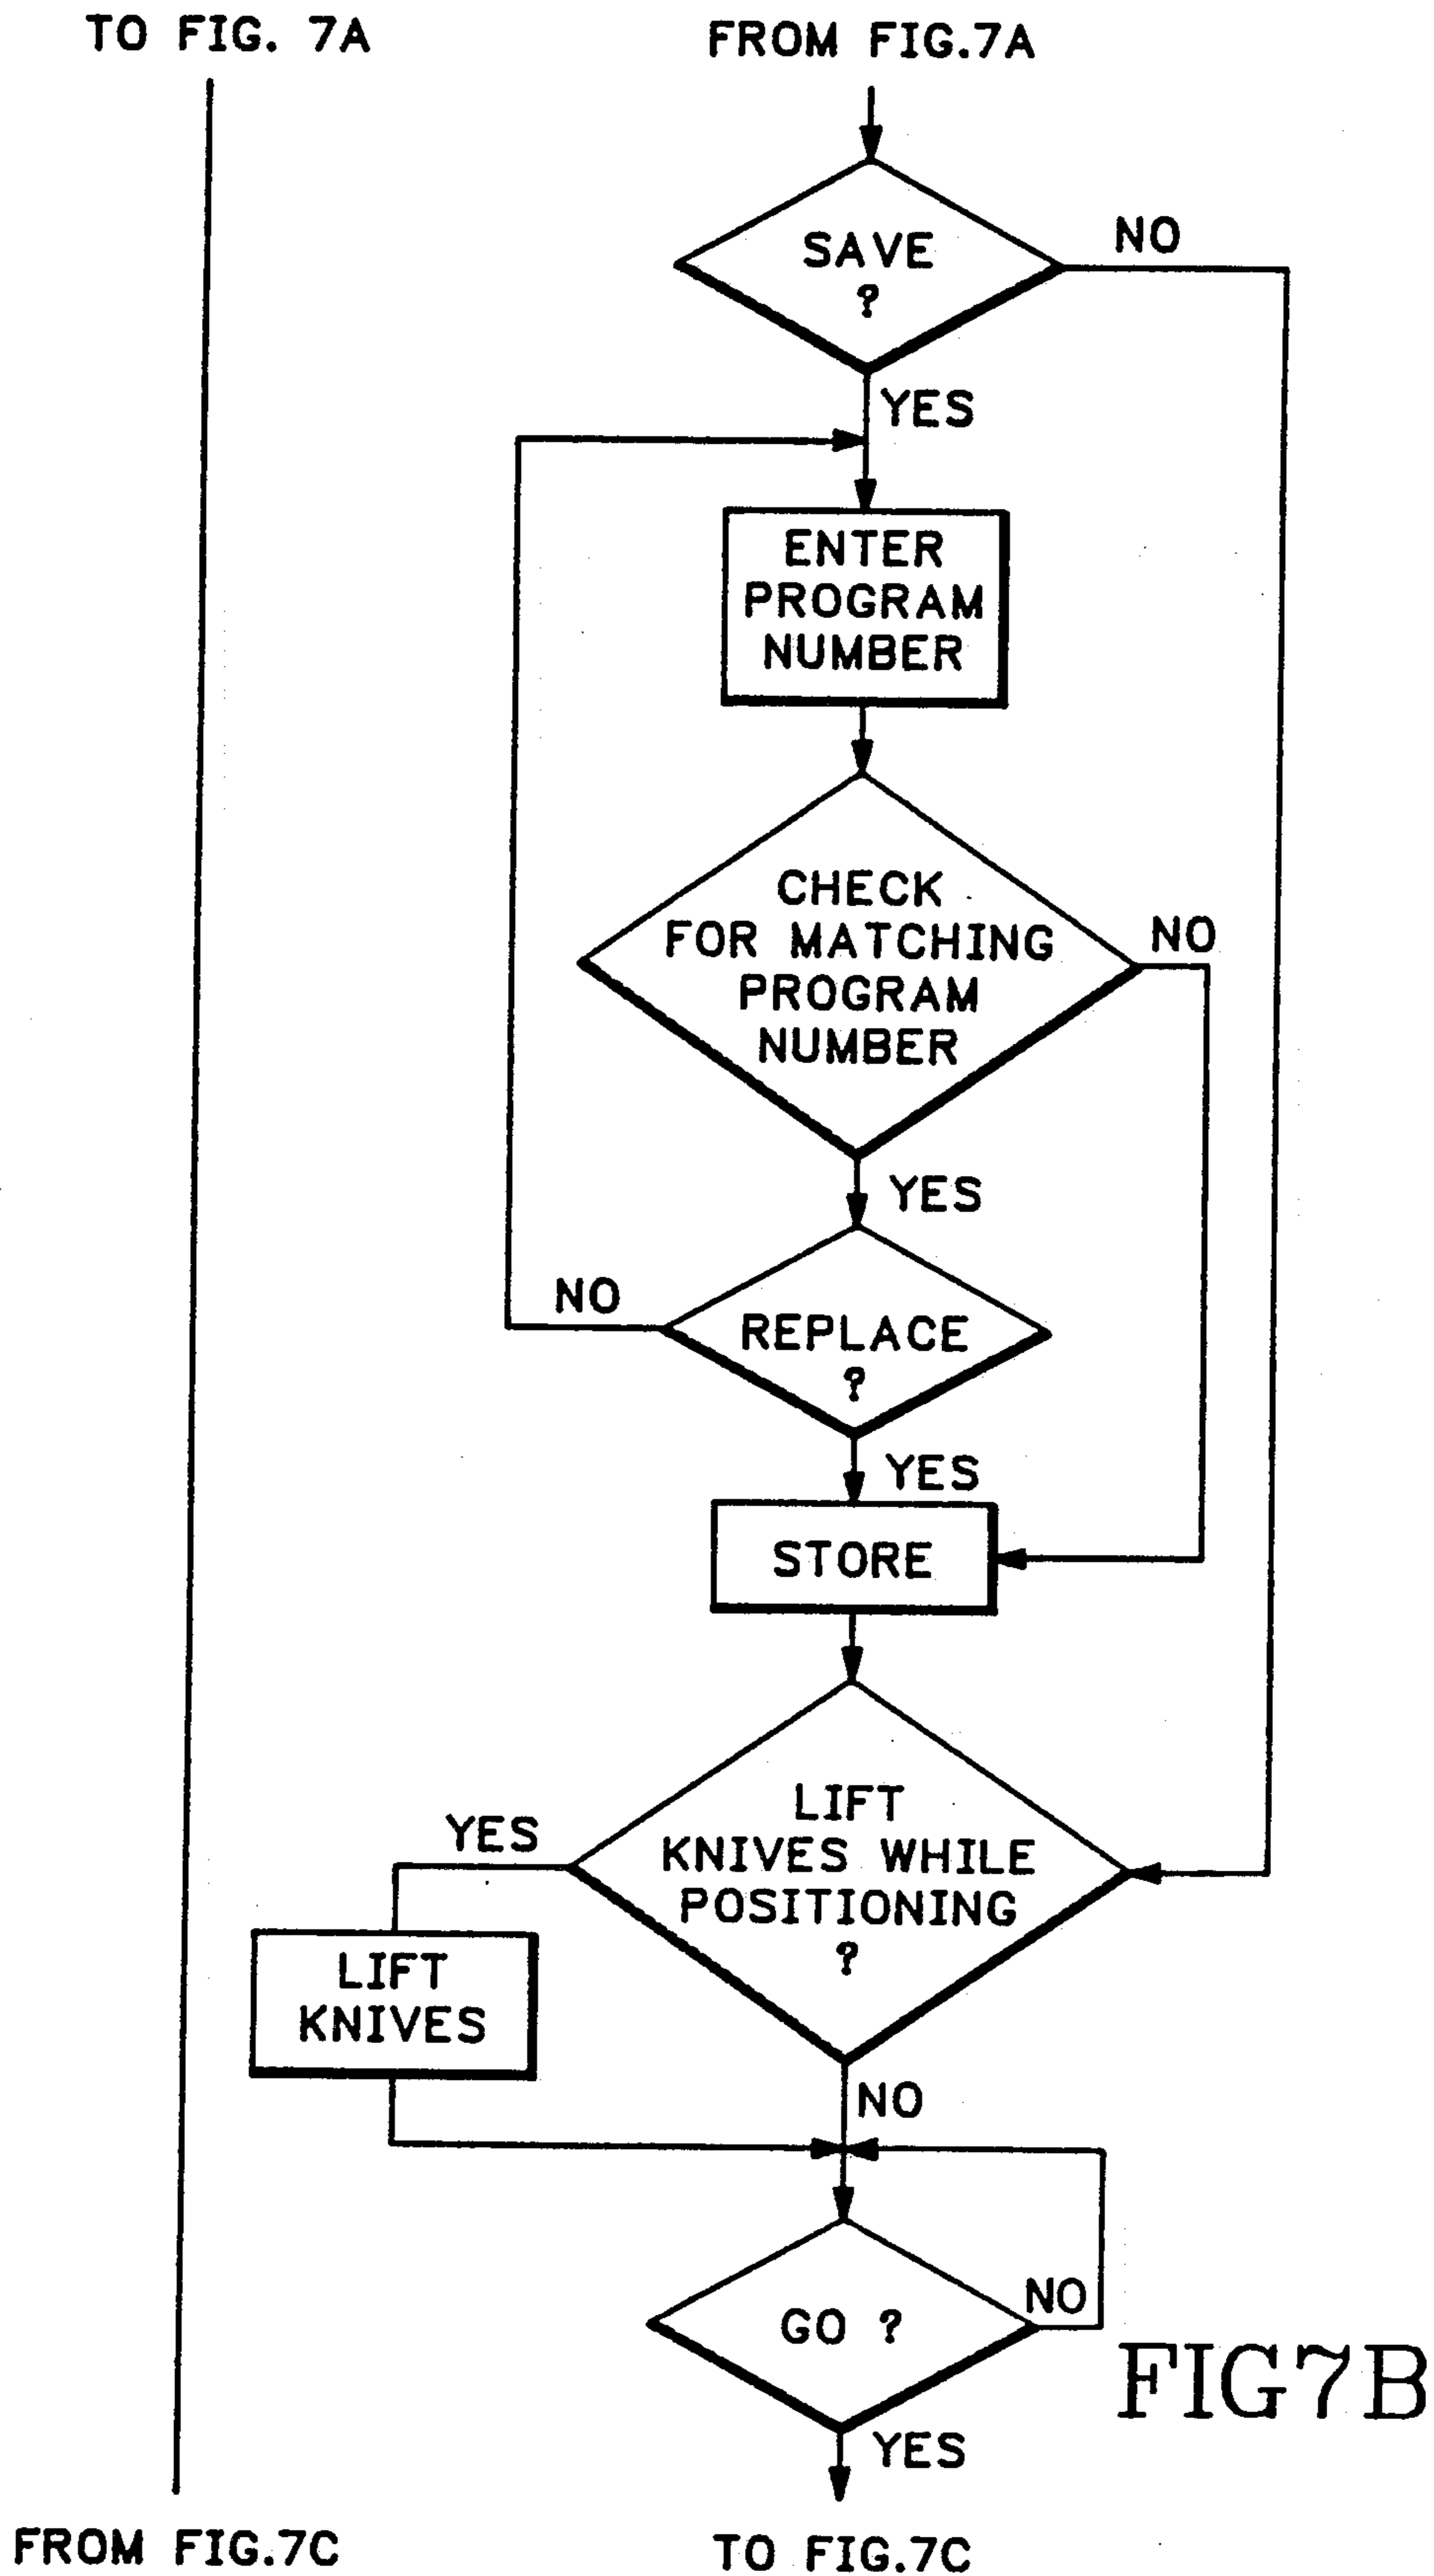 TO FIG. 7A
FROM FIG.7A
SAVE
?
NO
YES
ENTER
PROGRAM
NUMBER
CHECK
FOR MATCHING
PROGRAM
NUMBER
NO
YES
NO
REPLACE
?
YES
STORE
LIFT
KNIVES WHILE
POSITIONING
?
YES
LIFT
KNIVES
NO
GO ?
NO
YES
FIG7B
FROM FIG.7C
TO FIG.7C